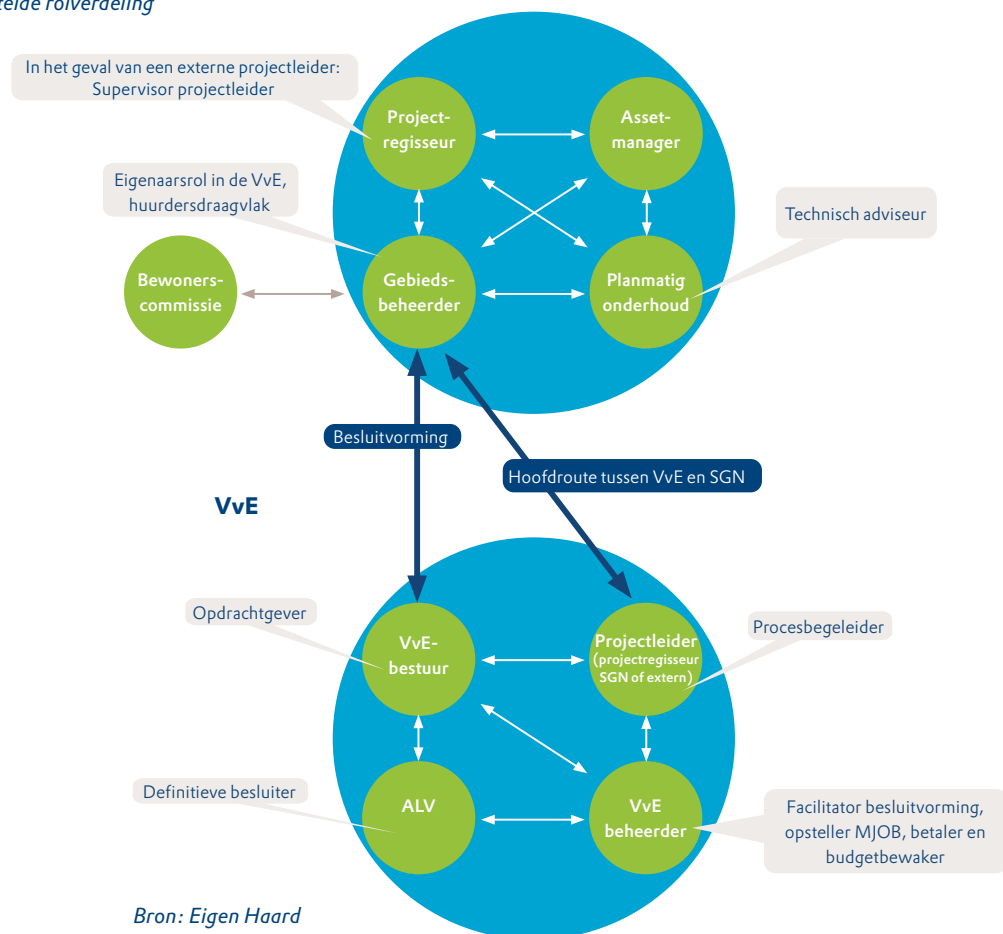 rolverdeling
In het geval van een externe projectleider:
Supervisor projectleider
Project-
regisseur
Asset-
manager
Eigenaarsrol in de VvE,
huurdersdraagvlak
Technisch adviseur
Bewoners-
commissie
Gebieds-
beheerder
Planmatig
onderhoud
Besluitvorming
Hoofdroute tussen VvE en SGN
VvE
Opdrachtgever
Procesbegeleider
VvE-
bestuur
Projectleider
(projectregisseur
SGN of extern)
Definitieve besluiter
ALV
VvE
beheerder
Facilitator besluitvorming,
opsteller MJOB, betaler en
budgetbewaker
Bron: Eigen Haard